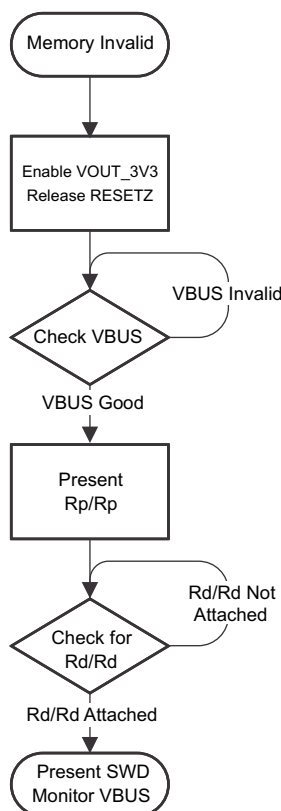 Memory Invalid
Enable VOUT_3V3
Release RESETZ
VBUS Invalid
Check VBUS
VBUS Good
Present
Rp/Rp
Rd/Rd Not
Attached
Check for
Rd/Rd
Rd/Rd Attached
Present SWD
Monitor VBUS